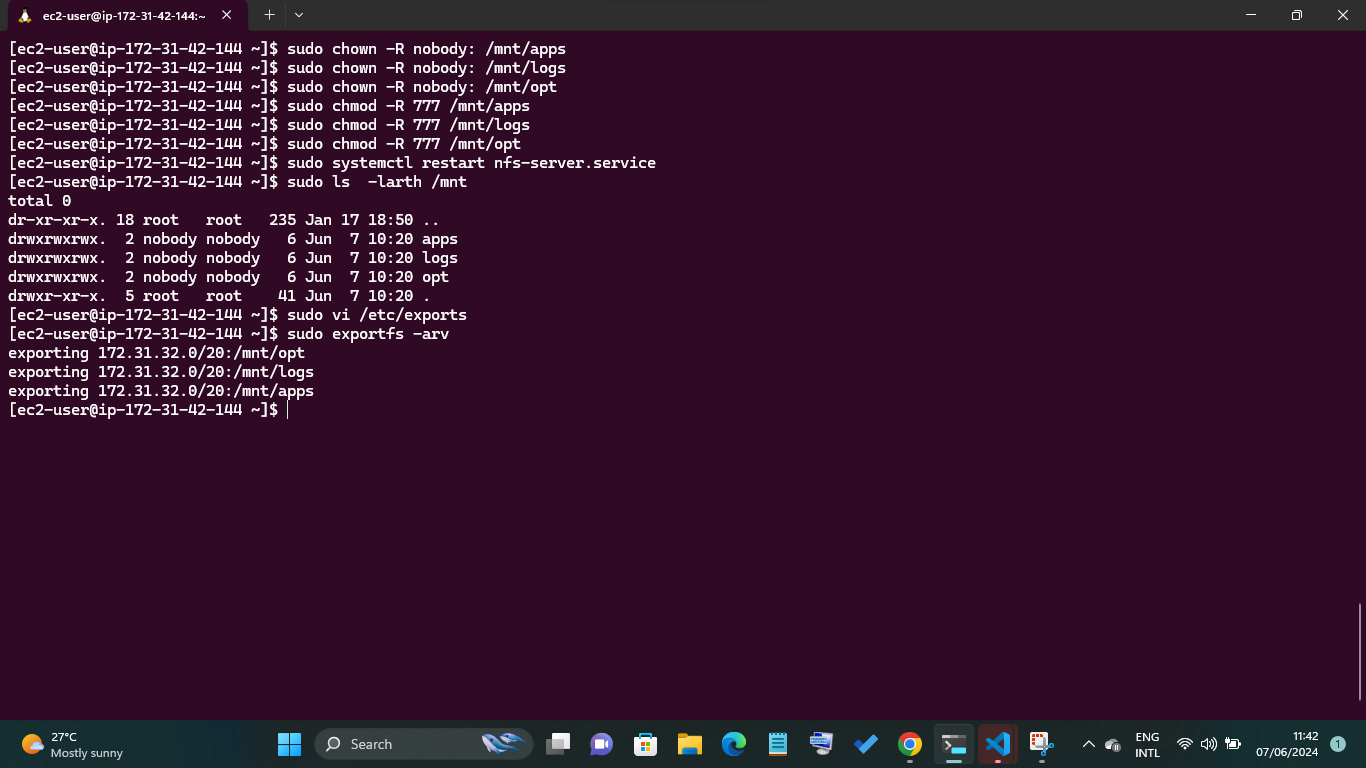 ec2-user@ip-172-31-42-144:~
[ec2-user@ip-172-31-42-144 ~]$ sudo chown -R nobody: /mnt/apps
[ec2-user@ip-172-31-42-144 ~]$ sudo chown -R nobody: /mnt/logs
[ec2-user@ip-172-31-42-144 ~]$ sudo chown -R nobody: /mnt/opt
[ec2-user@ip-172-31-42-144 ~]$ sudo chmod -R 777 /mnt/apps
[ec2-user@ip-172-31-42-144 ~]$ sudo chmod -R 777 /mnt/logs
[ec2-user@ip-172-31-42-144 ~]$ sudo chmod -R 777 /mnt/opt
[ec2-user@ip-172-31-42-144 ~]$ sudo systemctl restart nfs-server.service
[ec2-user@ip-172-31-42-144 ~]$ sudo ls  -larth /mnt
total 0
dr-xr-xr-x. 18 root   root   235 Jan 17 18:50 ..
drwxrwxrwx.  2 nobody nobody   6 Jun  7 10:20 apps
drwxrwxrwx.  2 nobody nobody   6 Jun  7 10:20 logs
drwxrwxrwx.  2 nobody nobody   6 Jun  7 10:20 opt
drwxr-xr-x.  5 root   root    41 Jun  7 10:20 .
[ec2-user@ip-172-31-42-144 ~]$ sudo vi /etc/exports
[ec2-user@ip-172-31-42-144 ~]$ sudo exportfs -arv
exporting 172.31.32.0/20:/mnt/opt
exporting 172.31.32.0/20:/mnt/logs
exporting 172.31.32.0/20:/mnt/apps
[ec2-user@ip-172-31-42-144 ~]$
27°C
Mostly sunny
Search
ENG
INTL
11:42
07/06/2024
1